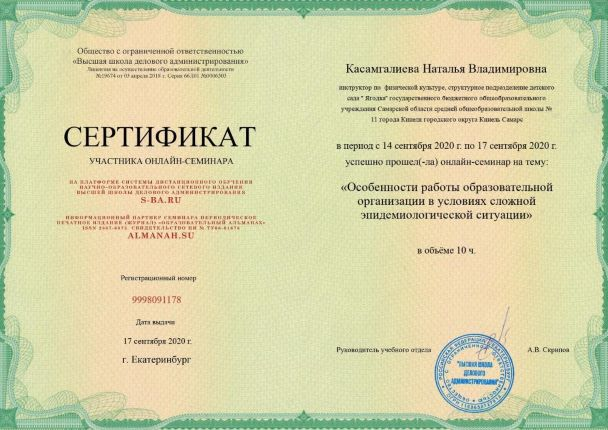 Общество с ограниченной ответственностью
«Высшая школа делового администрирования»
Лицензия на осуществление образовательной деятельности
№19674 от 03 апреля 2018 г. Серия 66Л01 №0006303
СЕРТИФИКАТ
УЧАСТНИКА ОНЛАЙН-СЕМИНАРА
НА ПЛАТФОРМЕ СИСТЕМЫ ДИСТАНЦИОННОГО ОБУЧЕНИЯ
НАУЧНО-ОБРАЗОВАТЕЛЬНОГО СЕТЕВОГО ИЗДАНИЯ
ВЫСШЕЙ ШКОЛЫ ДЕЛОВОГО АДМИНИСТРИРОВАНИЯ
S-BA.RU
ИНФОРМАЦИОННЫЙ ПАРТНЕР СЕМИНАРА ПЕРИОДИЧЕСКОЕ
ПЕЧАТНОЕ ИЗДАНИЕ (ЖУРНАЛ) «ОБРАЗОВАТЕЛЬНЫЙ АЛЬМАНАХ»
СВИДЕТЕЛЬСТВО ПИ №
ALMANAH.SU
Регистрационный номер
9998091178
Дата выдачи
17 сентября 2020 г.
г. Екатеринбург
Касамгалиева Наталья Владимировна
инструктор по физической культуре, структурное подразделение детского
сада " Ягодка" государственного бюджетного общеобразовательного
учреждения Самарской области средней общеобразовательной школы №
11 города Кинеля городского округа Кинель Самаре
в период с 14 сентября 2020 г. по 17 сентября 2020 г.
успешно прошел(-ла) онлайн-семинар на тему:
«Особенности работы образовательной
организации в условиях сложной
эпидемиологической ситуации»
в объёме 10 ч.
Руководитель учебного отдела
А.В. Скрипов
"ВЫСШАЯ ШКОЛА
ДЕЛОВОГО
АДМИНИСТРИРОВАНИЯ"